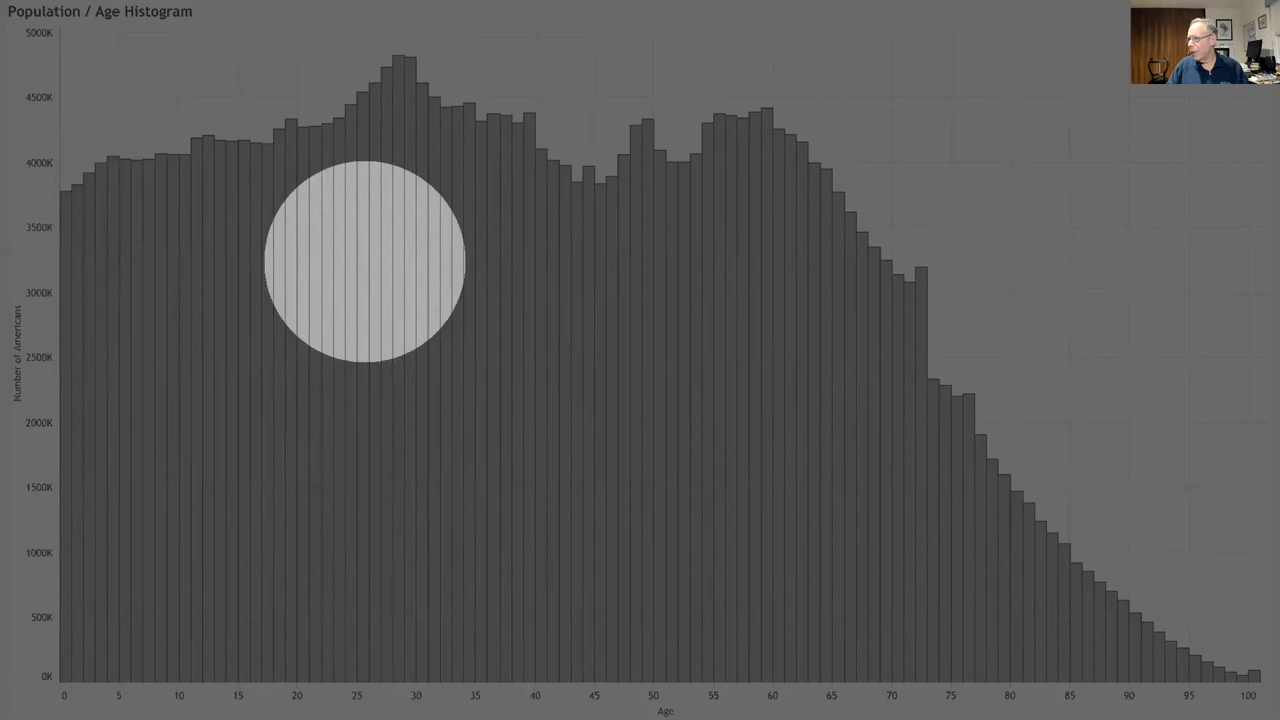 Population / Age Histogram
5000K
4500K
4000K
3500K
3000K
2500K
2000K
1500K
1000K
500K
0K
Number of Americans
0 5 10 15 20 25 30 35 40 45 50 55 60 65 70 75 80 85 90 95 100
Age